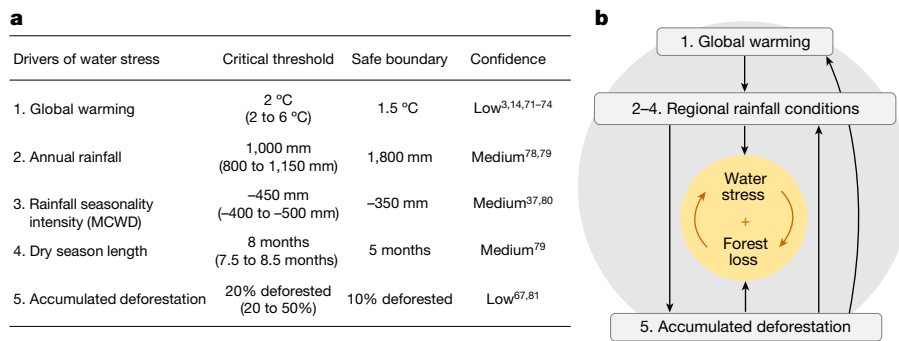 a
Drivers of water stress Critical threshold Safe boundary Confidence
1. Global warming 2 ºC (2 to 6 ºC) 1.5 ºC Low3,14,71–74
2. Annual rainfall 1,000 mm (800 to 1,150 mm) 1,800 mm Medium78,79
3. Rainfall seasonality intensity (MCWD) –450 mm (–400 to –500 mm) –350 mm Medium37,80
4. Dry season length 8 months (7.5 to 8.5 months) 5 months Medium79
5. Accumulated deforestation 20% deforested (20 to 50%) 10% deforested Low67,81
b
1. Global warming
2–4. Regional rainfall conditions
Water
stress
+
Forest
loss
5. Accumulated deforestation